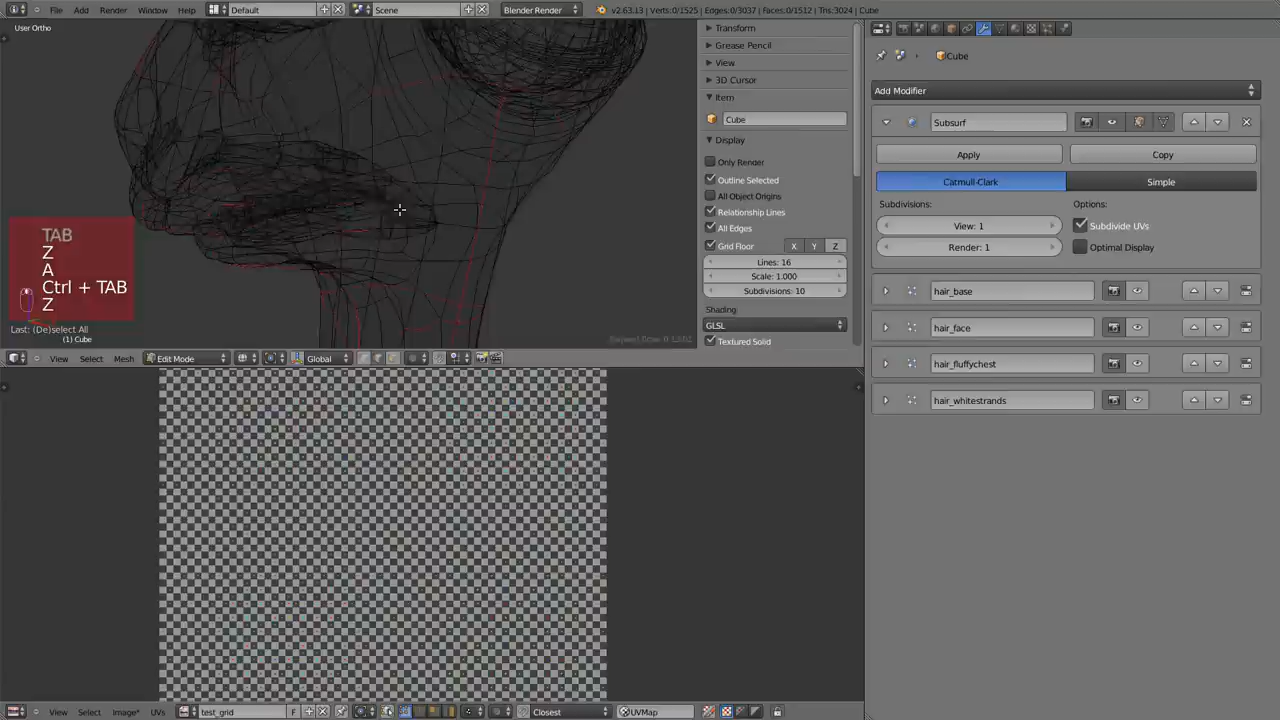 File Add Render Window Help Default Scene Blender Render v2.63.13 | Verts:0/1525 | Edges:0/3037 | Faces:0/1512 | Tris:3024 | Cube
User Ortho
Transform
Grease Pencil
View
3D Cursor
Item
Cube
Display
Only Render
Outline Selected
All Object Origins
Relationship Lines
All Edges
Grid Floor X Y Z
Lines: 16
Scale: 1.000
Subdivisions: 10
Shading
GLSL
Textured Solid
TAB
Z
A
Ctrl + TAB
Z
Last: (De)select All
(1) Cube
View Select Mesh Edit Mode Global
Cube
Add Modifier
Subsurf
Apply Copy
Catmull-Clark Simple
Subdivisions: Options:
View: 1 Subdivide UVs
Render: 1 Optimal Display
hair_base
hair_face
hair_fluffychest
hair_whitestrands
View Select Image* UVs test_grid F Closest UVMap